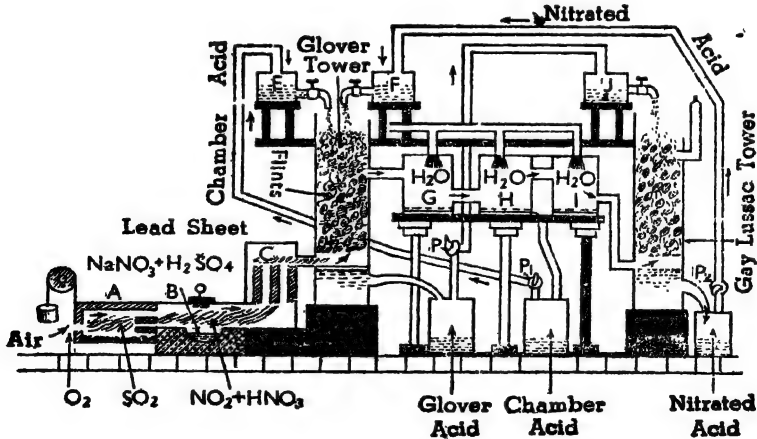 Nitrated
Acid
Acid
Chamber
Glover
Tower
E
F
J
Flints
H₂O
G
H₂O
H
H₂O
I
Gay Lussac Tower
Lead Sheet
NaNO₃+H₂SO₄
C
A
B
P
P₁
P₂
Air
O₂
SO₂
NO₂+HNO₃
Glover
Acid
Chamber
Acid
Nitrated
Acid